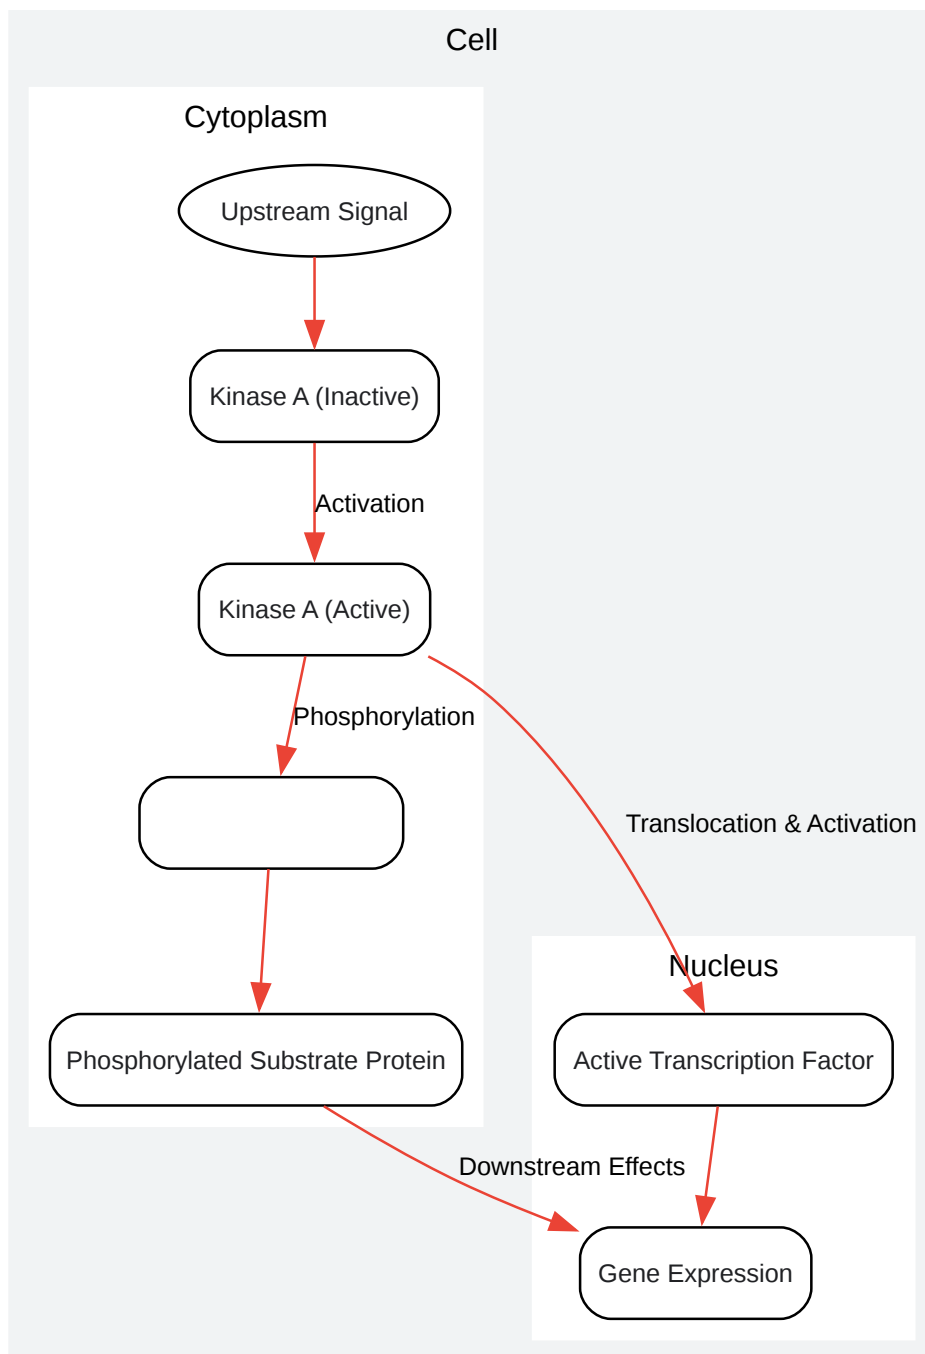 Cell
Cytoplasm
Upstream Signal
Kinase A (Inactive)
Activation
Kinase A (Active)
Phosphorylation
Translocation & Activation
Nucleus
Phosphorylated Substrate Protein
Active Transcription Factor
Downstream Effects
Gene Expression